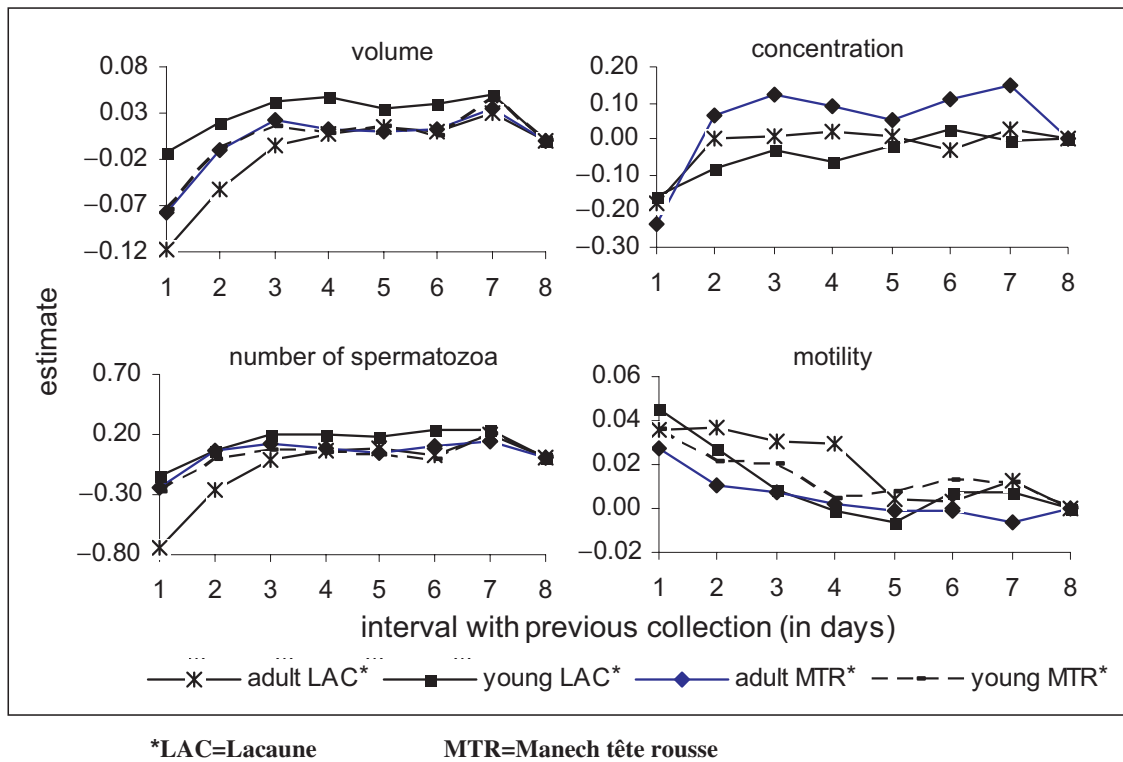 volume
0.08
0.03
−0.02
−0.07
−0.12
1 2 3 4 5 6 7 8
concentration
0.20
0.10
0.00
−0.10
−0.20
−0.30
1 2 3 4 5 6 7 8
estimate
number of spermatozoa
0.70
0.20
−0.30
−0.80
1 2 3 4 5 6 7 8
motility
0.06
0.04
0.02
0.00
−0.02
1 2 3 4 5 6 7 8
interval with previous collection (in days)
adult LAC* young LAC* adult MTR* young MTR*
*LAC=Lacaune MTR=Manech tête rousse